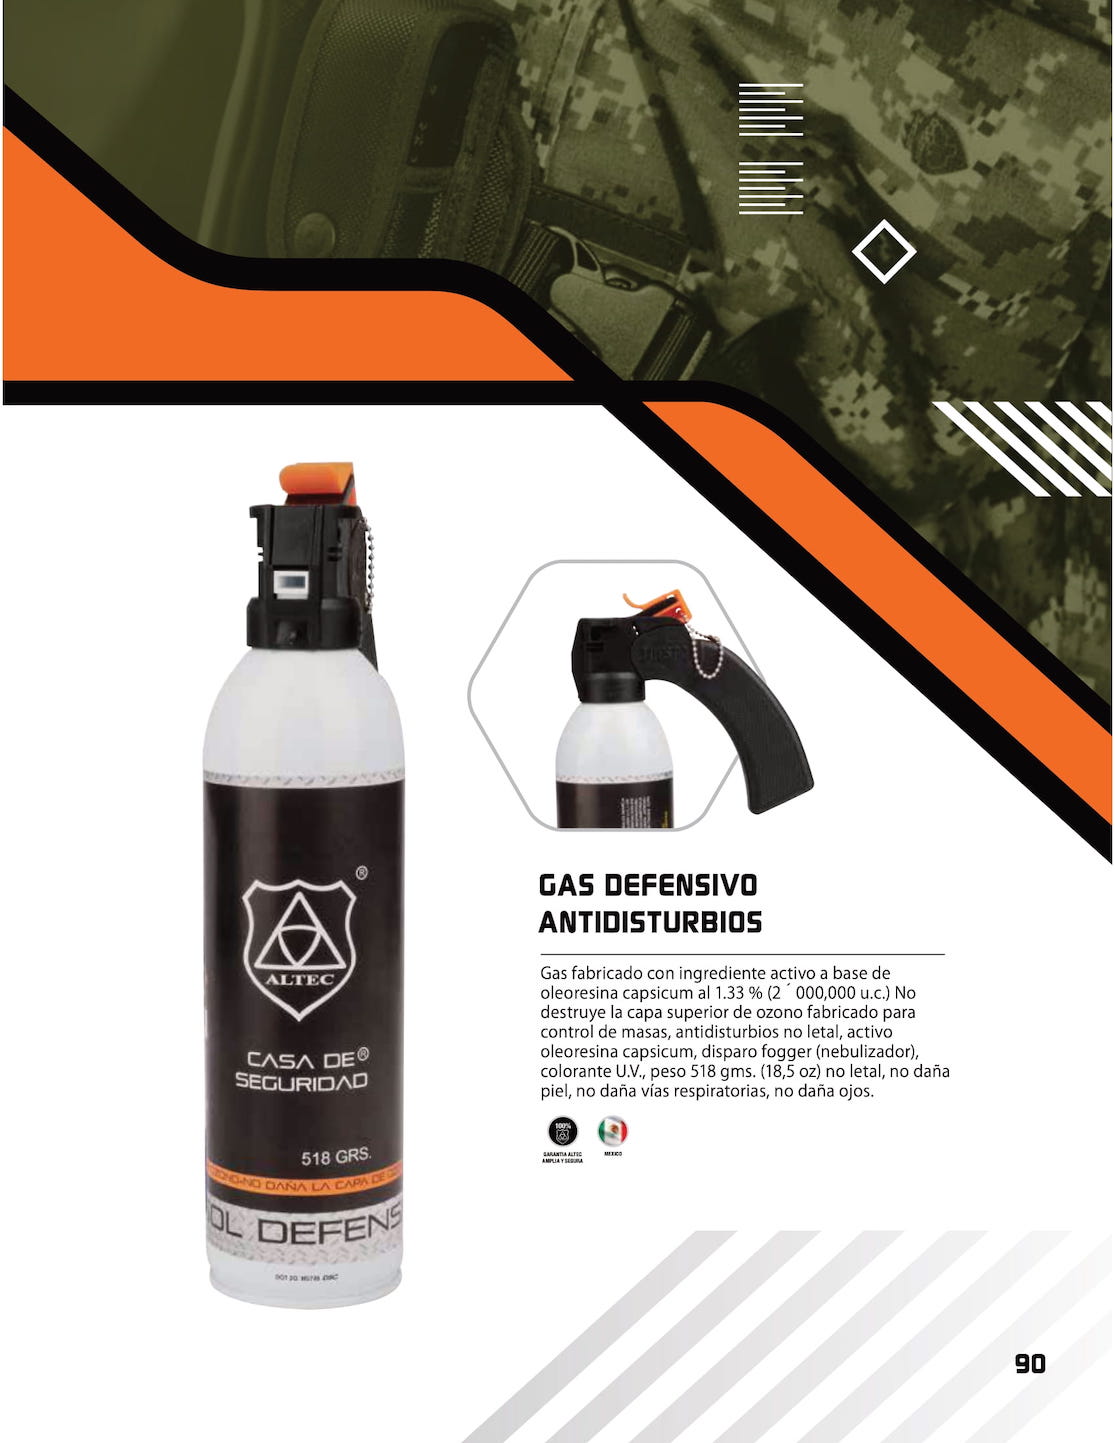 GAS DEFENSIVO
ANTIDISTURBIOS
Gas fabricado con ingrediente activo a base de
oleoresina capsicum al 1.33 % (2 ´ 000,000 u.c.) No
destruye la capa superior de ozono fabricado para
control de masas, antidisturbios no letal, activo
oleoresina capsicum, disparo fogger (nebulizador),
colorante U.V., peso 518 gms. (18,5 oz) no letal, no daña
piel, no daña vías respiratorias, no daña ojos.
100%
GARANTIA ALTEC
AMPLIA Y SEGURA
MEXICO
®
ALTEC
CASA DE®
SEGURIDAD
518 GRS.
OZONO•NO DAÑA LA CAPA DE OZ
OL DEFENS
90